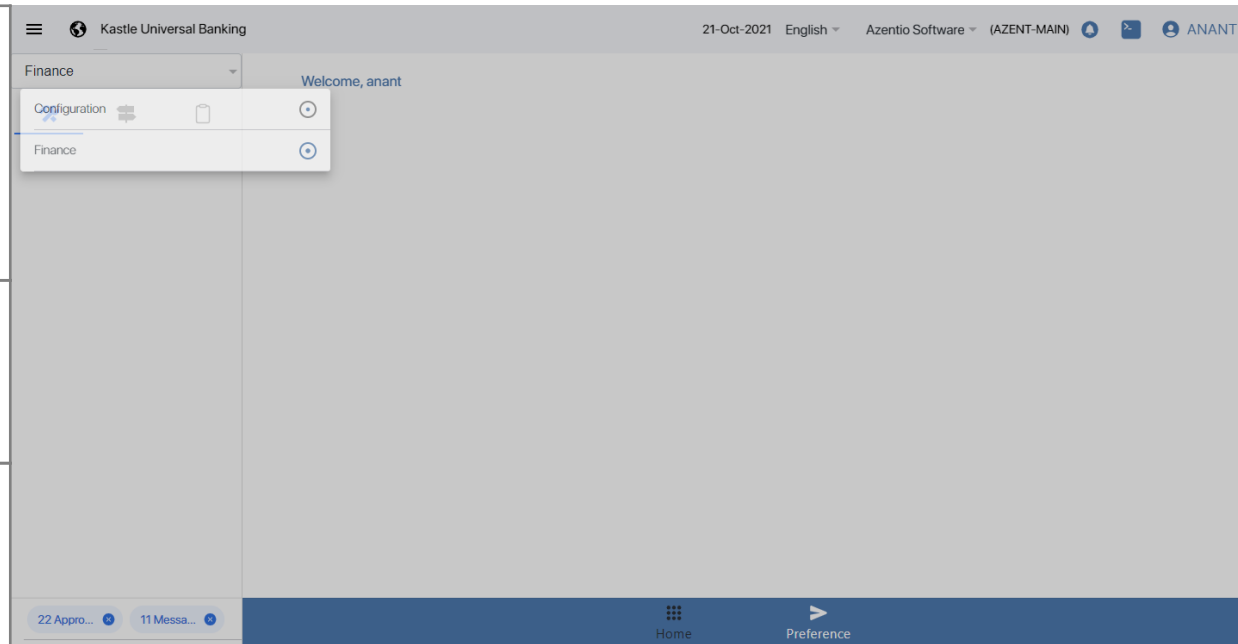 Kastle Universal Banking 21-Oct-2021 English Azentio Software (AZENT-MAIN) ANANT
Finance
Welcome, anant
Configuration
Finance
22 Appro... 11 Messa...
Home Preference